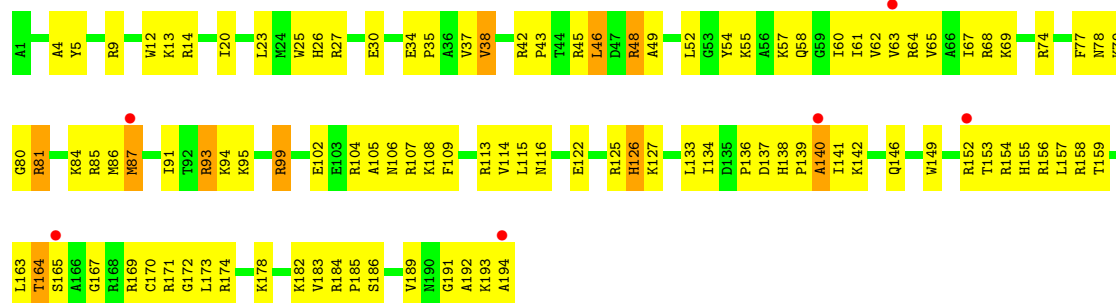 A1 A4 Y5 R9 W12 K13 R14 I20 L23 M24 W25 H26 R27 E30 E34 P35 A36 V37 V38 R42 P43 T44 R45 L46 D47 R48 A49 L52 G53 Y54 K55 A56 K57 Q58 G59 I60 I61 V62 V63 R64 V65 A66 I67 R68 K69 R74 F77 N78 K79
G80 R81 K84 R85 M86 M87 I91 T92 R93 K94 K95 R99 E102 E103 R104 A105 N106 R107 K108 F109 R113 V114 L115 N116 E122 R125 H126 K127 L133 I134 D135 P136 D137 H138 P139 A140 I141 K142 Q146 W149 R152 T153 R154 H155 R156 L157 R158 T159
L163 T164 S165 A166 G167 R168 R169 C170 R171 G172 L173 R174 K178 K182 V183 R184 P185 S186 V189 N190 G191 A192 K193 A194